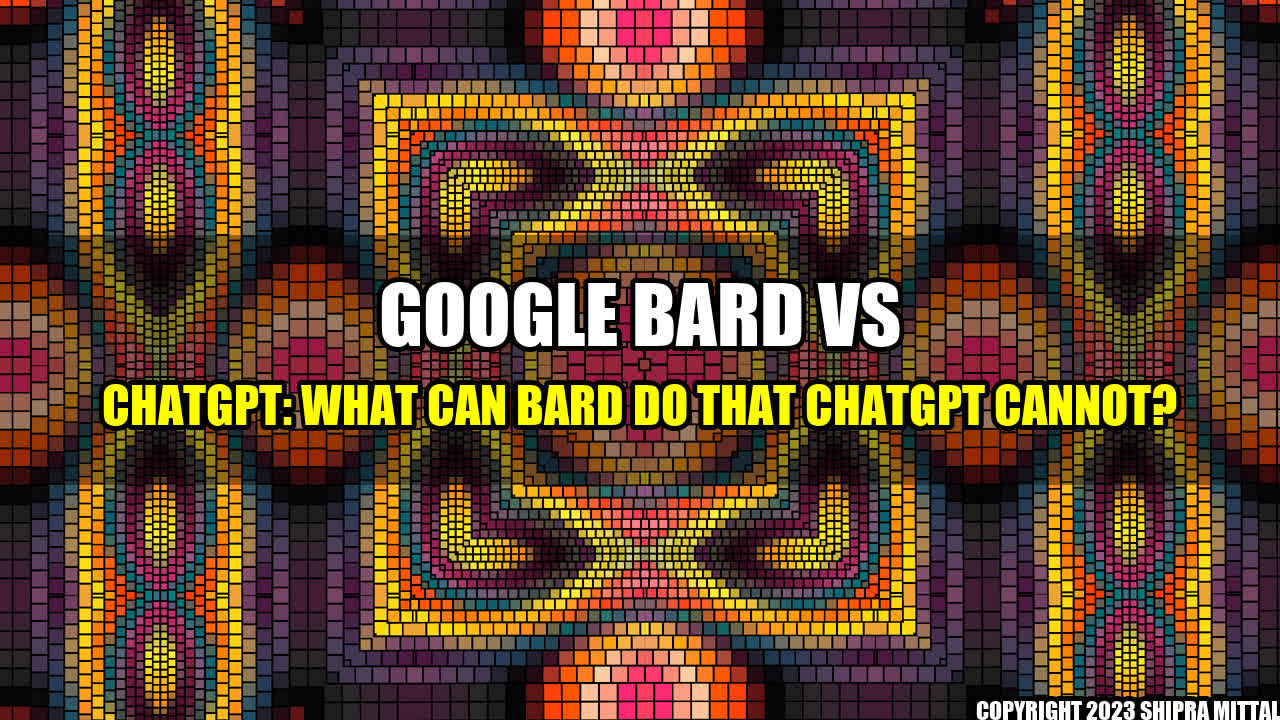 GOOGLE BARD VS
CHATGPT: WHAT CAN BARD DO THAT CHATGPT CANNOT?
COPYRIGHT 2023 SHIPRA MITTAL